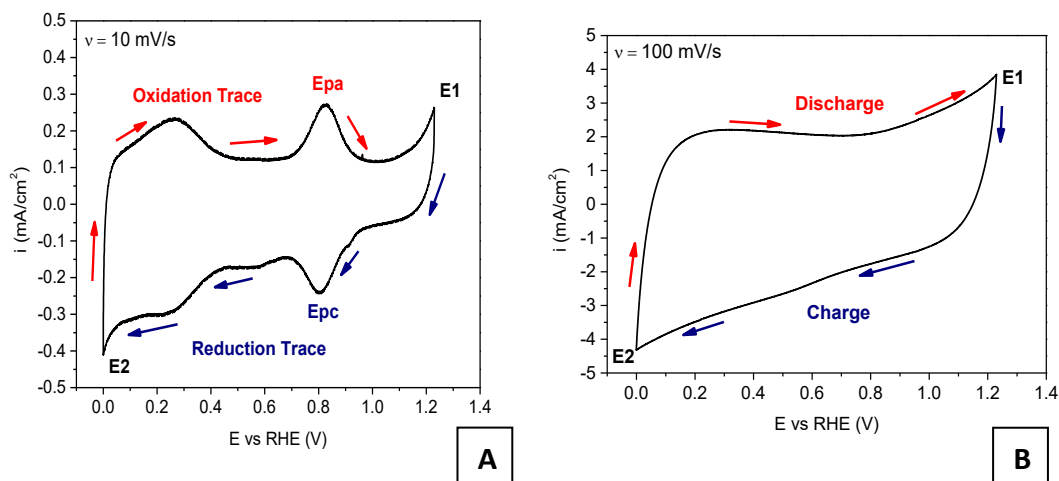 ν = 10 mV/s
Oxidation Trace
Epa
E1
E2
Epc
Reduction Trace
0.5
0.4
0.3
0.2
0.1
0.0
-0.1
-0.2
-0.3
-0.4
-0.5
i (mA/cm²)
0.0 0.2 0.4 0.6 0.8 1.0 1.2 1.4
E vs RHE (V)
A
ν = 100 mV/s
E1
Discharge
Charge
E2
5
4
3
2
1
0
-1
-2
-3
-4
-5
i (mA/cm²)
0.0 0.2 0.4 0.6 0.8 1.0 1.2 1.4
E vs RHE (V)
B